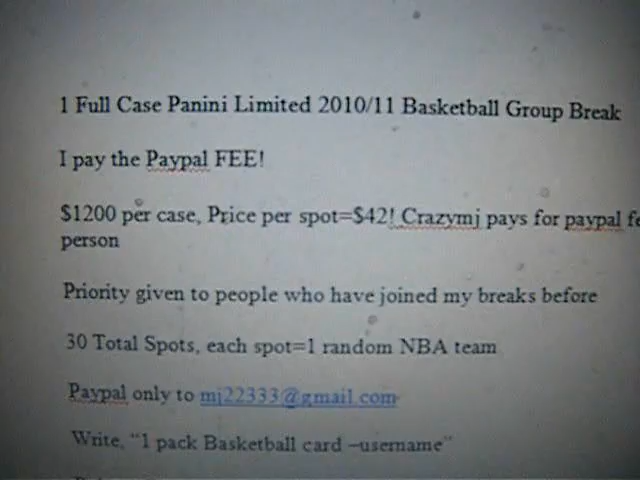 1 Full Case Panini Limited 2010/11 Basketball Group Break
I pay the Paypal FEE!
$1200 per case, Price per spot=$42! Crazymj pays for paypal fe
person
Priority given to people who have joined my breaks before
30 Total Spots, each spot=1 random NBA team
Paypal only to mj22333@gmail.com
Write, "1 pack Basketball card –username"